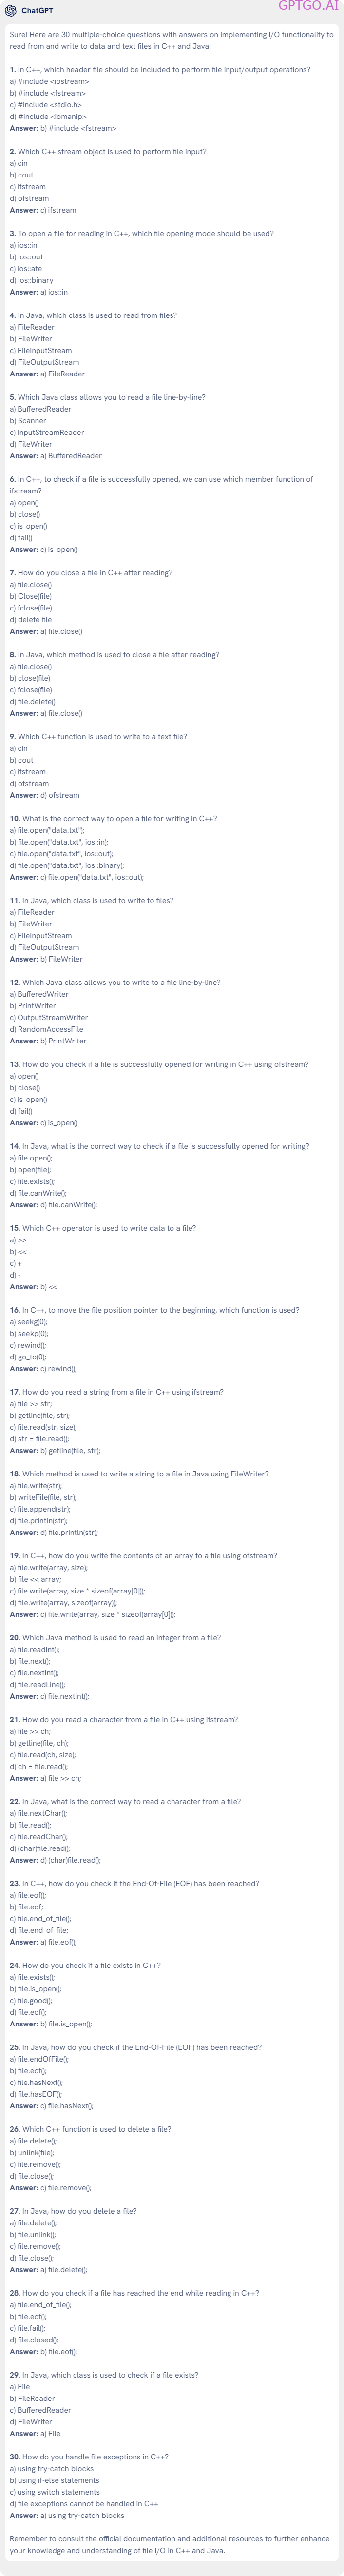 ChatGPT
GPTGO.AI
Sure! Here are 30 multiple-choice questions with answers on implementing I/O functionality to
read from and write to data and text files in C++ and Java:
1. In C++, which header file should be included to perform file input/output operations?
a) #include <iostream>
b) #include <fstream>
c) #include <stdio.h>
d) #include <iomanip>
Answer: b) #include <fstream>
2. Which C++ stream object is used to perform file input?
a) cin
b) cout
c) ifstream
d) ofstream
Answer: c) ifstream
3. To open a file for reading in C++, which file opening mode should be used?
a) ios::in
b) ios::out
c) ios::ate
d) ios::binary
Answer: a) ios::in
4. In Java, which class is used to read from files?
a) FileReader
b) FileWriter
c) FileInputStream
d) FileOutputStream
Answer: a) FileReader
5. Which Java class allows you to read a file line-by-line?
a) BufferedReader
b) Scanner
c) InputStreamReader
d) FileWriter
Answer: a) BufferedReader
6. In C++, to check if a file is successfully opened, we can use which member function of
ifstream?
a) open()
b) close()
c) is_open()
d) fail()
Answer: c) is_open()
7. How do you close a file in C++ after reading?
a) file.close()
b) Close(file)
c) fclose(file)
d) delete file
Answer: a) file.close()
8. In Java, which method is used to close a file after reading?
a) file.close()
b) close(file)
c) fclose(file)
d) file.delete()
Answer: a) file.close()
9. Which C++ function is used to write to a text file?
a) cin
b) cout
c) ifstream
d) ofstream
Answer: d) ofstream
10. What is the correct way to open a file for writing in C++?
a) file.open("data.txt");
b) file.open("data.txt", ios::in);
c) file.open("data.txt", ios::out);
d) file.open("data.txt", ios::binary);
Answer: c) file.open("data.txt", ios::out);
11. In Java, which class is used to write to files?
a) FileReader
b) FileWriter
c) FileInputStream
d) FileOutputStream
Answer: b) FileWriter
12. Which Java class allows you to write to a file line-by-line?
a) BufferedWriter
b) PrintWriter
c) OutputStreamWriter
d) RandomAccessFile
Answer: b) PrintWriter
13. How do you check if a file is successfully opened for writing in C++ using ofstream?
a) open()
b) close()
c) is_open()
d) fail()
Answer: c) is_open()
14. In Java, what is the correct way to check if a file is successfully opened for writing?
a) file.open();
b) open(file);
c) file.exists();
d) file.canWrite();
Answer: d) file.canWrite();
15. Which C++ operator is used to write data to a file?
a) >>
b) <<
c) +
d) -
Answer: b) <<
16. In C++, to move the file position pointer to the beginning, which function is used?
a) seekg(0);
b) seekp(0);
c) rewind();
d) go_to(0);
Answer: c) rewind();
17. How do you read a string from a file in C++ using ifstream?
a) file >> str;
b) getline(file, str);
c) file.read(str, size);
d) str = file.read();
Answer: b) getline(file, str);
18. Which method is used to write a string to a file in Java using FileWriter?
a) file.write(str);
b) writeFile(file, str);
c) file.append(str);
d) file.println(str);
Answer: d) file.println(str);
19. In C++, how do you write the contents of an array to a file using ofstream?
a) file.write(array, size);
b) file << array;
c) file.write(array, size * sizeof(array[0]));
d) file.write(array, sizeof(array));
Answer: c) file.write(array, size * sizeof(array[0]));
20. Which Java method is used to read an integer from a file?
a) file.readInt();
b) file.next();
c) file.nextInt();
d) file.readLine();
Answer: c) file.nextInt();
21. How do you read a character from a file in C++ using ifstream?
a) file >> ch;
b) getline(file, ch);
c) file.read(ch, size);
d) ch = file.read();
Answer: a) file >> ch;
22. In Java, what is the correct way to read a character from a file?
a) file.nextChar();
b) file.read();
c) file.readChar();
d) (char)file.read();
Answer: d) (char)file.read();
23. In C++, how do you check if the End-Of-File (EOF) has been reached?
a) file.eof();
b) file.eof;
c) file.end_of_file();
d) file.end_of_file;
Answer: a) file.eof();
24. How do you check if a file exists in C++?
a) file.exists();
b) file.is_open();
c) file.good();
d) file.eof();
Answer: b) file.is_open();
25. In Java, how do you check if the End-Of-File (EOF) has been reached?
a) file.endOfFile();
b) file.eof();
c) file.hasNext();
d) file.hasEOF();
Answer: c) file.hasNext();
26. Which C++ function is used to delete a file?
a) file.delete();
b) unlink(file);
c) file.remove();
d) file.close();
Answer: c) file.remove();
27. In Java, how do you delete a file?
a) file.delete();
b) file.unlink();
c) file.remove();
d) file.close();
Answer: a) file.delete();
28. How do you check if a file has reached the end while reading in C++?
a) file.end_of_file();
b) file.eof();
c) file.fail();
d) file.closed();
Answer: b) file.eof();
29. In Java, which class is used to check if a file exists?
a) File
b) FileReader
c) BufferedReader
d) FileWriter
Answer: a) File
30. How do you handle file exceptions in C++?
a) using try-catch blocks
b) using if-else statements
c) using switch statements
d) file exceptions cannot be handled in C++
Answer: a) using try-catch blocks
Remember to consult the official documentation and additional resources to further enhance
your knowledge and understanding of file I/O in C++ and Java.